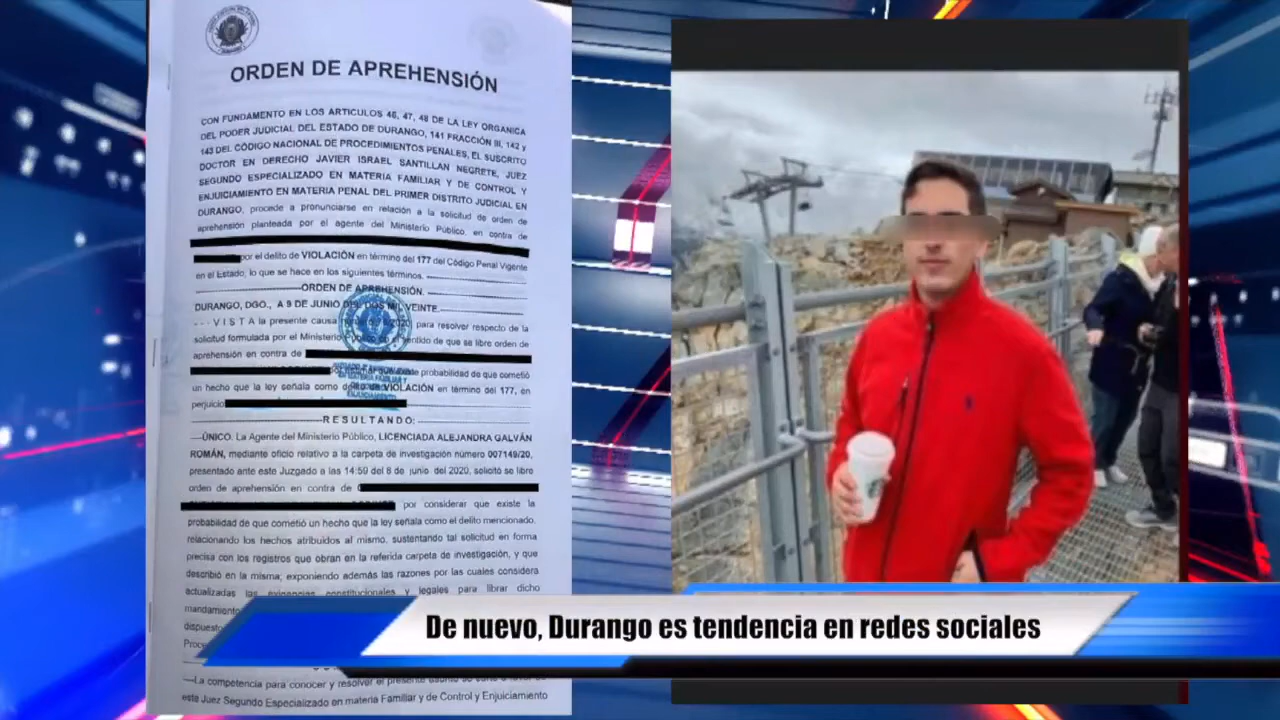 ORDEN DE APREHENSIÓN
CON FUNDAMENTO EN LOS ARTICULOS 46, 47, 48 DE LA LEY ORGANICA
DEL PODER JUDICIAL DEL ESTADO DE DURANGO, 141 FRACCIÓN III, 142 y
143 DEL CÓDIGO NACIONAL DE PROCEDIMIENTOS PENALES, EL SUSCRITO
DOCTOR EN DERECHO JAVIER ISRAEL SANTILLAN NEGRETE, JUEZ
SEGUNDO ESPECIALIZADO EN MATERIA FAMILIAR Y DE CONTROL Y
ENJUICIAMIENTO EN MATERIA PENAL DEL PRIMER DISTRITO JUDICIAL EN
DURANGO, procede a pronunciarse en relación a la solicitud de orden de
aprehensión planteada por el agente del Ministerio Público, en contra de
por el delito de VIOLACIÓN en término del 177 del Código Penal Vigente
en el Estado, lo que se hace en los siguientes términos.
ORDEN DE APREHENSIÓN.
DURANGO, DGO., A 9 DE JUNIO DEL DOS MIL VEINTE.
- - - V I S T A la presente causa 2020, para resolver respecto de la
solicitud formulada por el Ministerio Público en el sentido de que se libre orden de
aprehensión en contra de
probabilidad de que cometió
un hecho que la ley señala como delito de VIOLACIÓN en término del 177, en
perjuicio
R E S U L T A N D O:
—ÚNICO. La Agente del Ministerio Público, LICENCIADA ALEJANDRA GALVÁN
ROMÁN, mediante oficio relativo a la carpeta de investigación número 007149/20,
presentado ante este Juzgado a las 14:59 del 8 de junio del 2020, solicitó se libre
orden de aprehensión en contra de
por considerar que existe la
probabilidad de que cometió un hecho que la ley señala como el delito mencionado,
relacionando los hechos atribuidos al mismo, sustentando tal solicitud en forma
precisa con los registros que obran en la referida carpeta de investigación, y que
describió en la misma; exponiendo además las razones por las cuales considera
actualizadas las exigencias constitucionales y legales para librar dicho
mandamiento
De nuevo, Durango es tendencia en redes sociales
—La competencia para conocer y resolver el presente asunto
este Juez Segundo Especializado en materia Familiar y de Control y Enjuiciamiento